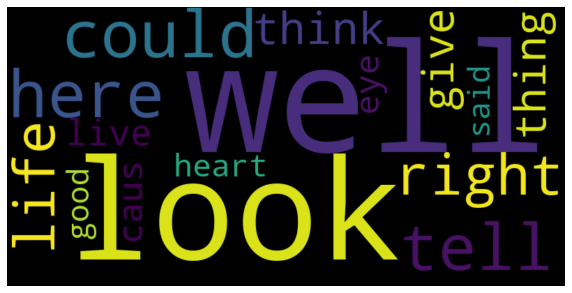 could
think
give
thing
well
here
eye
said
life
live
look
heart
right
good
caus
tell